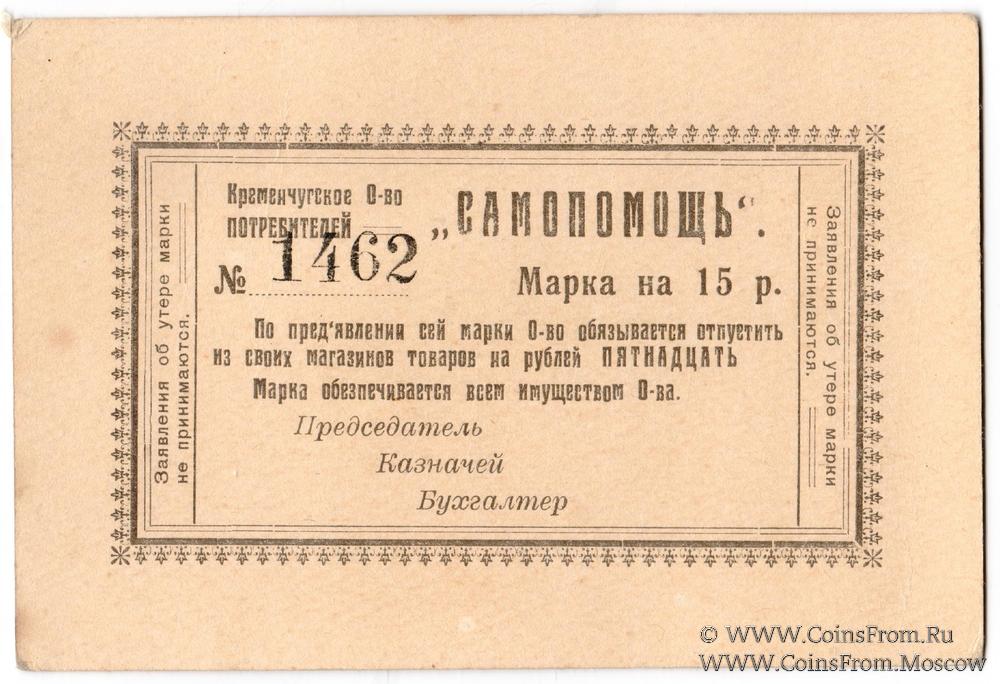 Заявления об утере марки
не принимаются.
Кременчугское О-во
ПОТРЕБИТЕЛЕЙ
„САМОПОМОЩЬ“.
№ 1462
Марка на 15 р.
По пред'явлении сей марки О-во обязывается отпустить
из своих магазинов товаров на рублей ПЯТНАДЦАТЬ
Марка обезпечивается всем имуществом О-ва.
Председатель
Казначей
Бухгалтер
Заявления об утере марки
не принимаются.
© WWW.CoinsFrom.Ru
WWW.CoinsFrom.Moscow